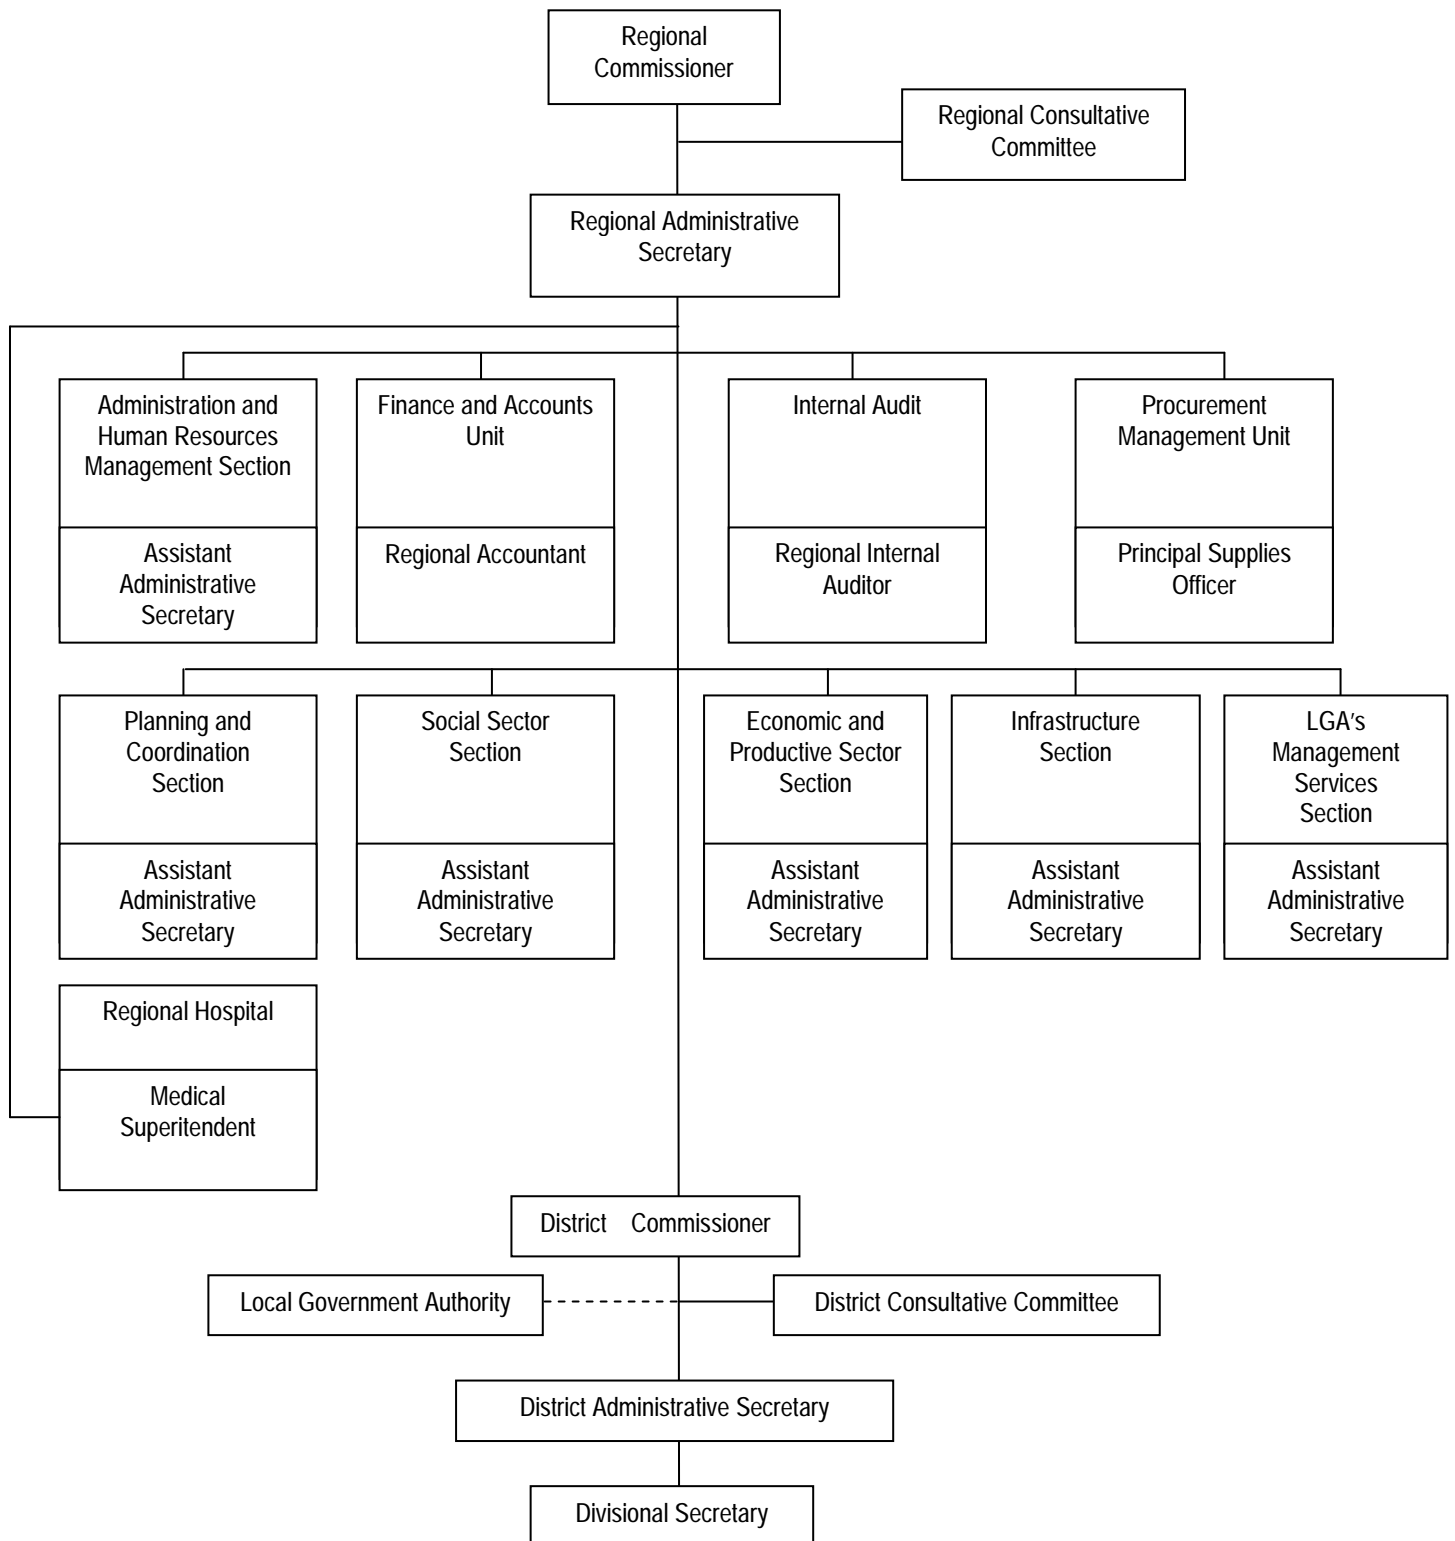 Regional
Commissioner
Regional Consultative
Committee
Regional Administrative
Secretary
Administration and
Human Resources
Management Section
Assistant
Administrative
Secretary
Finance and Accounts
Unit
Regional Accountant
Internal Audit
Regional Internal
Auditor
Procurement
Management Unit
Principal Supplies
Officer
Planning and
Coordination
Section
Assistant
Administrative
Secretary
Social Sector
Section
Assistant
Administrative
Secretary
Economic and
Productive Sector
Section
Assistant
Administrative
Secretary
Infrastructure
Section
Assistant
Administrative
Secretary
LGA's
Management
Services
Section
Assistant
Administrative
Secretary
Regional Hospital
Medical
Superitendent
District Commissioner
Local Government Authority
District Consultative Committee
District Administrative Secretary
Divisional Secretary